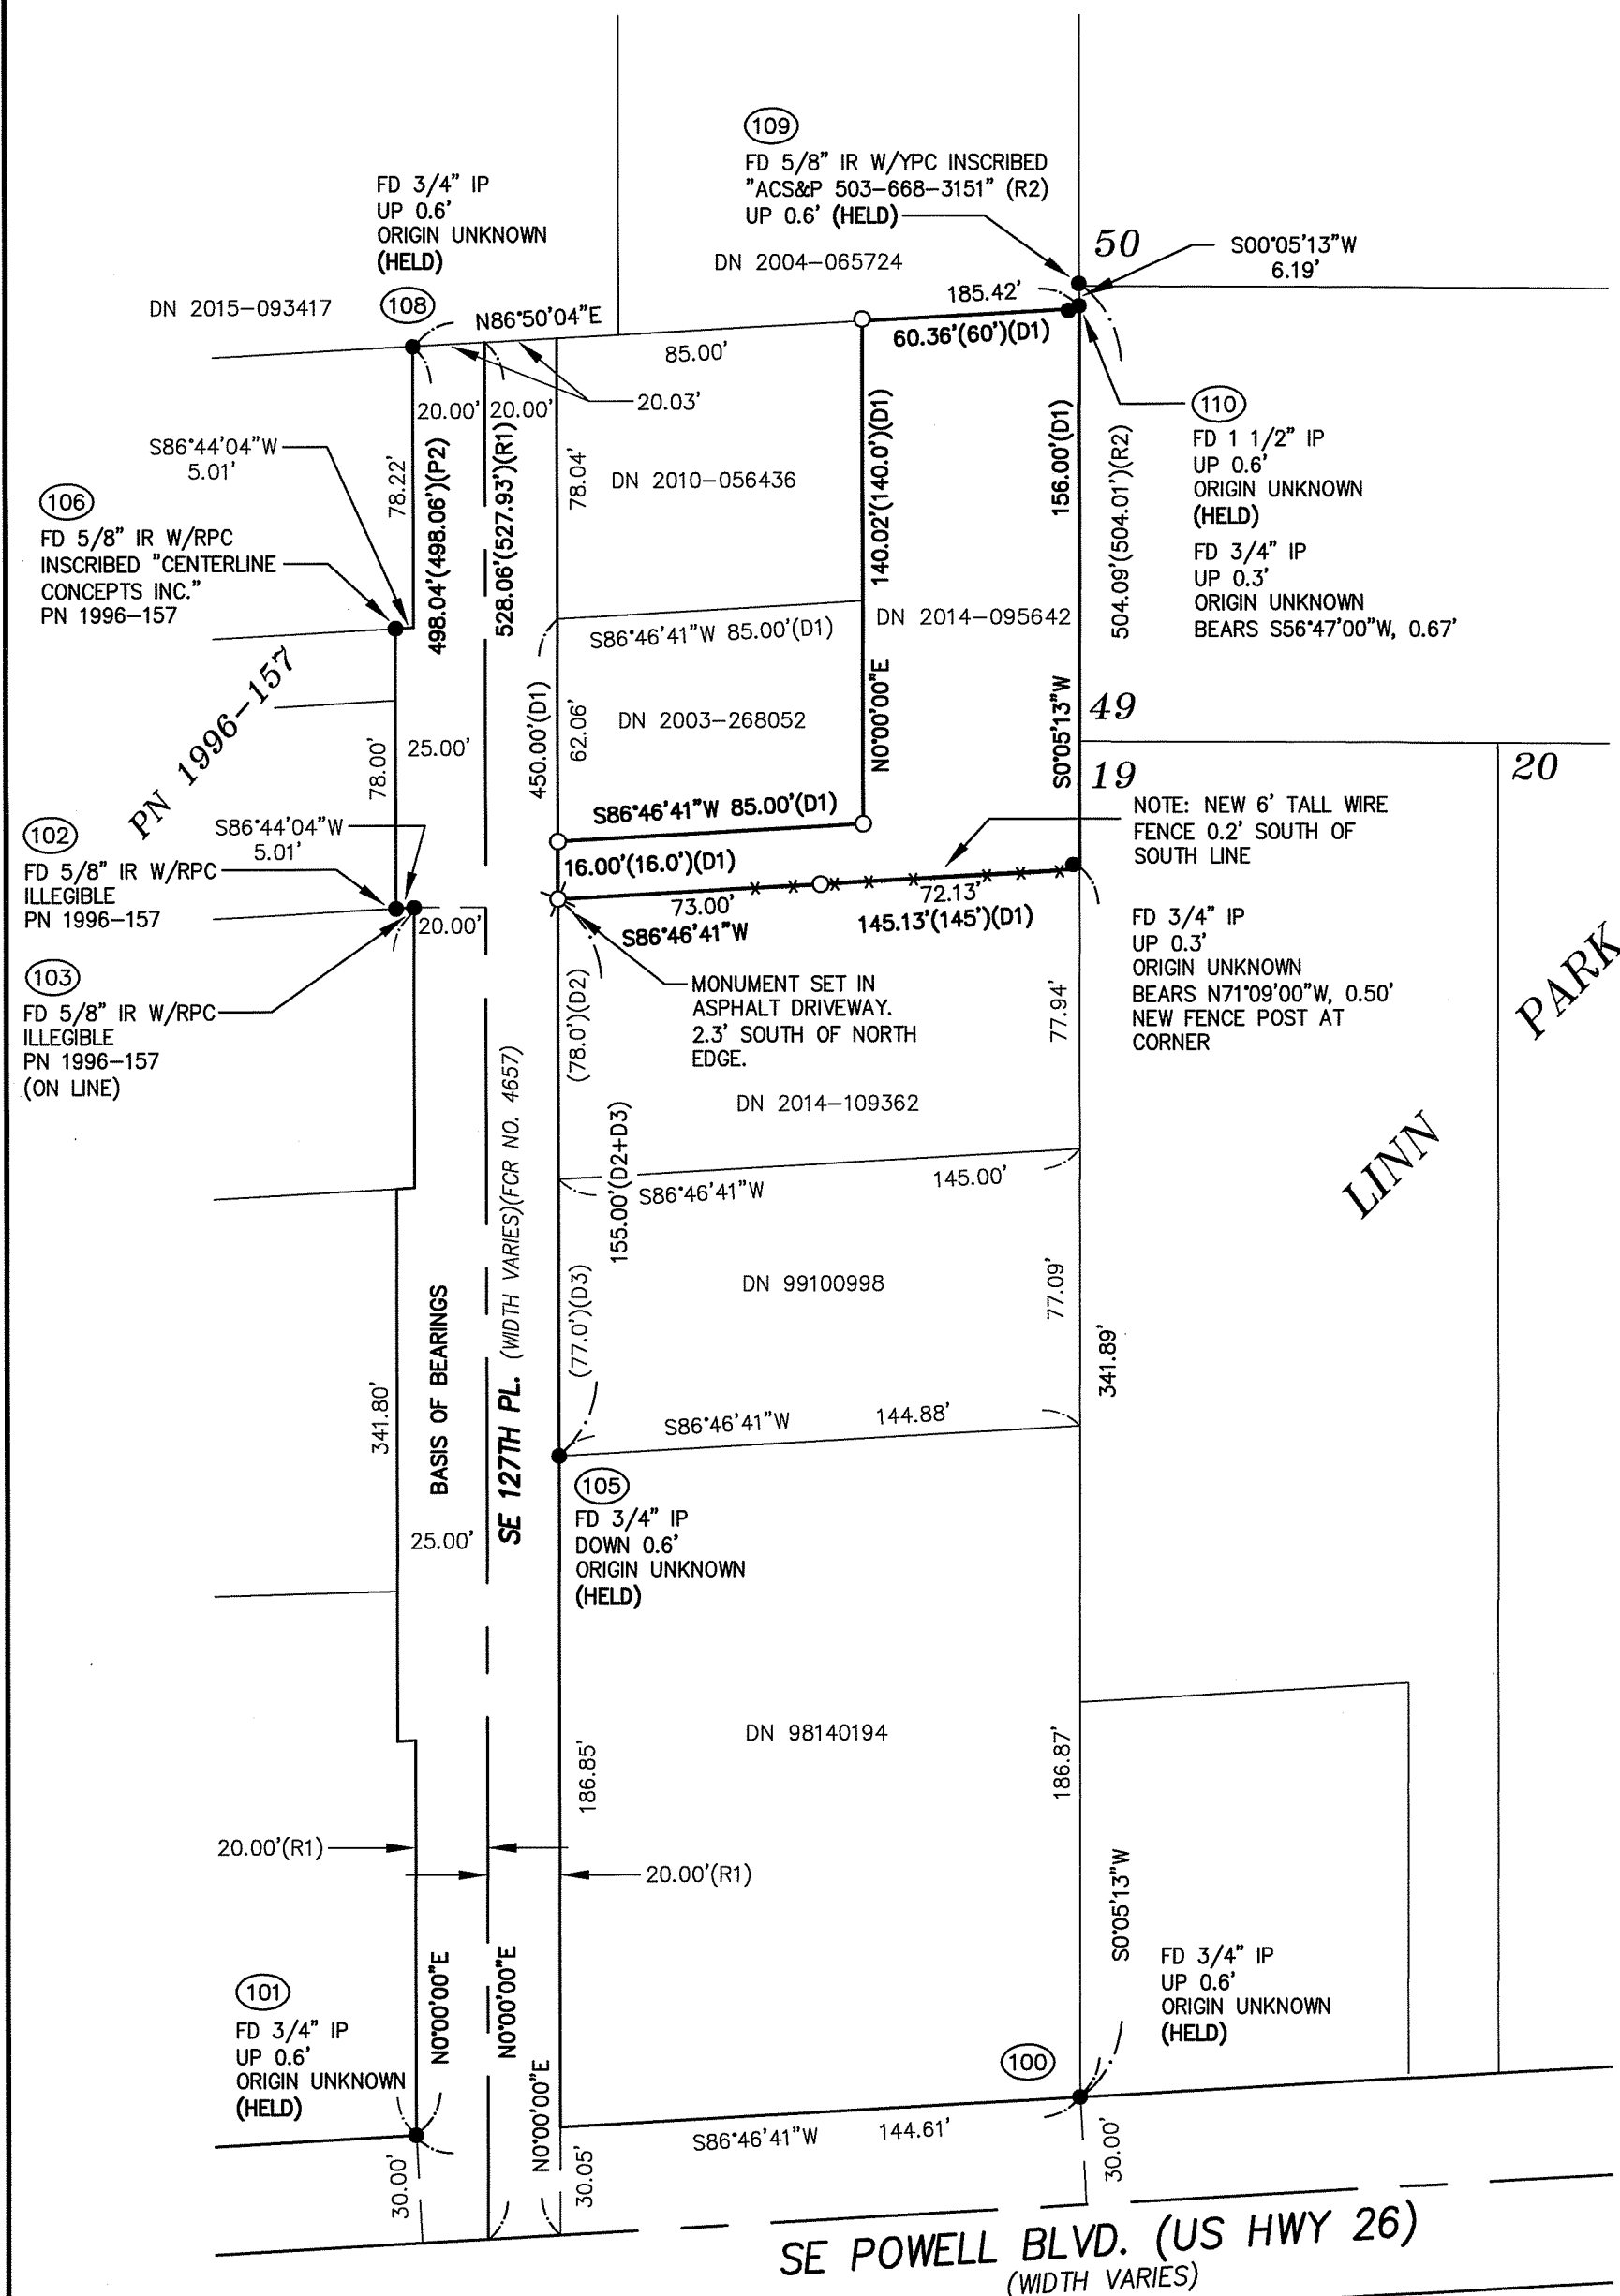 109
FD 5/8" IR W/YPC INSCRIBED
"ACS&P 503-668-3151" (R2)
UP 0.6' (HELD)
FD 3/4" IP
UP 0.6'
ORIGIN UNKNOWN
(HELD)
108
DN 2015-093417
DN 2004-065724
50
S00°05'13"W
6.19'
N86°50'04"E
185.42'
60.36'(60')(D1)
85.00'
20.03'
20.00'
20.00'
S86°44'04"W
5.01'
106
FD 5/8" IR W/RPC
INSCRIBED "CENTERLINE
CONCEPTS INC."
PN 1996-157
78.22'
498.04'(498.06')(P2)
528.06'(527.93')(R1)
78.04'
DN 2010-056436
140.02'(140.0')(D1)
156.00'(D1)
504.09'(504.01')(R2)
110
FD 1 1/2" IP
UP 0.6'
ORIGIN UNKNOWN
(HELD)
FD 3/4" IP
UP 0.3'
ORIGIN UNKNOWN
BEARS S56°47'00"W, 0.67'
S86°46'41"W 85.00'(D1)
DN 2014-095642
PN 1996-157
78.00'
25.00'
450.00'(D1)
62.06'
DN 2003-268052
N0°00'00"E
S0°05'13"W
49
19
20
S86°46'41"W 85.00'(D1)
NOTE: NEW 6' TALL WIRE
FENCE 0.2' SOUTH OF
SOUTH LINE
102
FD 5/8" IR W/RPC
ILLEGIBLE
PN 1996-157
S86°44'04"W
5.01'
16.00'(16.0')(D1)
73.00'
72.13'
S86°46'41"W
145.13'(145')(D1)
20.00'
103
FD 5/8" IR W/RPC
ILLEGIBLE
PN 1996-157
(ON LINE)
MONUMENT SET IN
ASPHALT DRIVEWAY.
2.3' SOUTH OF NORTH
EDGE.
FD 3/4" IP
UP 0.3'
ORIGIN UNKNOWN
BEARS N71°09'00"W, 0.50'
NEW FENCE POST AT
CORNER
PARK
LINN
(78.0')(D2)
77.94'
DN 2014-109362
155.00'(D2+D3)
S86°46'41"W
145.00'
(77.0')(D3)
DN 99100998
77.09'
341.89'
341.80'
BASIS OF BEARINGS
SE 127TH PL. (WIDTH VARIES)(FCR NO. 4657)
S86°46'41"W
144.88'
25.00'
105
FD 3/4" IP
DOWN 0.6'
ORIGIN UNKNOWN
(HELD)
DN 98140194
186.85'
186.87'
20.00'(R1)
20.00'(R1)
S0°05'13"W
101
FD 3/4" IP
UP 0.6'
ORIGIN UNKNOWN
(HELD)
N0°00'00"E
N0°00'00"E
N0°00'00"E
FD 3/4" IP
UP 0.6'
ORIGIN UNKNOWN
(HELD)
100
S86°46'41"W
144.61'
30.00'
30.05'
30.00'
SE POWELL BLVD. (US HWY 26)
(WIDTH VARIES)